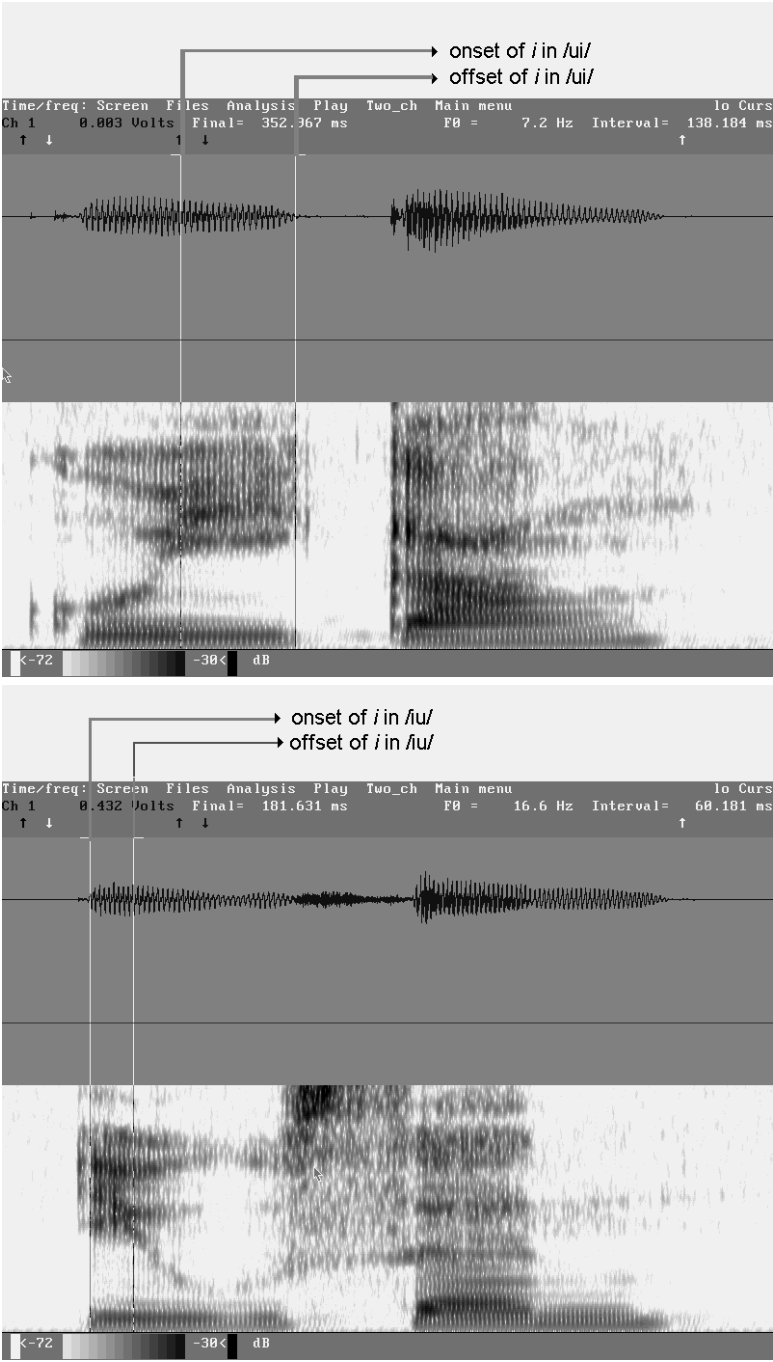 onset of i in /ui/
offset of i in /ui/
Time/freq: Screen Files Analysis Play Two_ch Main menu lo Curs
Ch 1 0.003 Volts Final= 352.967 ms F0 = 7.2 Hz Interval= 138.184 ms
<-72 -30< dB
onset of i in /iu/
offset of i in /iu/
Time/freq: Screen Files Analysis Play Two_ch Main menu lo Curs
Ch 1 0.432 Volts Final= 181.631 ms F0 = 16.6 Hz Interval= 60.181 ms
<-72 -30< dB